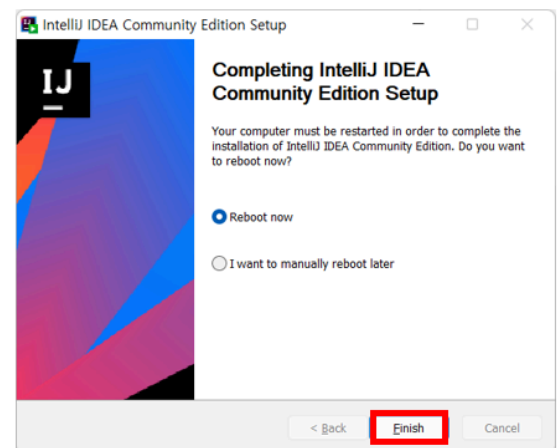 IntelliJ IDEA Community Edition Setup
IJ
Completing IntelliJ IDEA
Community Edition Setup
Your computer must be restarted in order to complete the
installation of IntelliJ IDEA Community Edition. Do you want
to reboot now?
Reboot now
I want to manually reboot later
< Back
Finish
Cancel